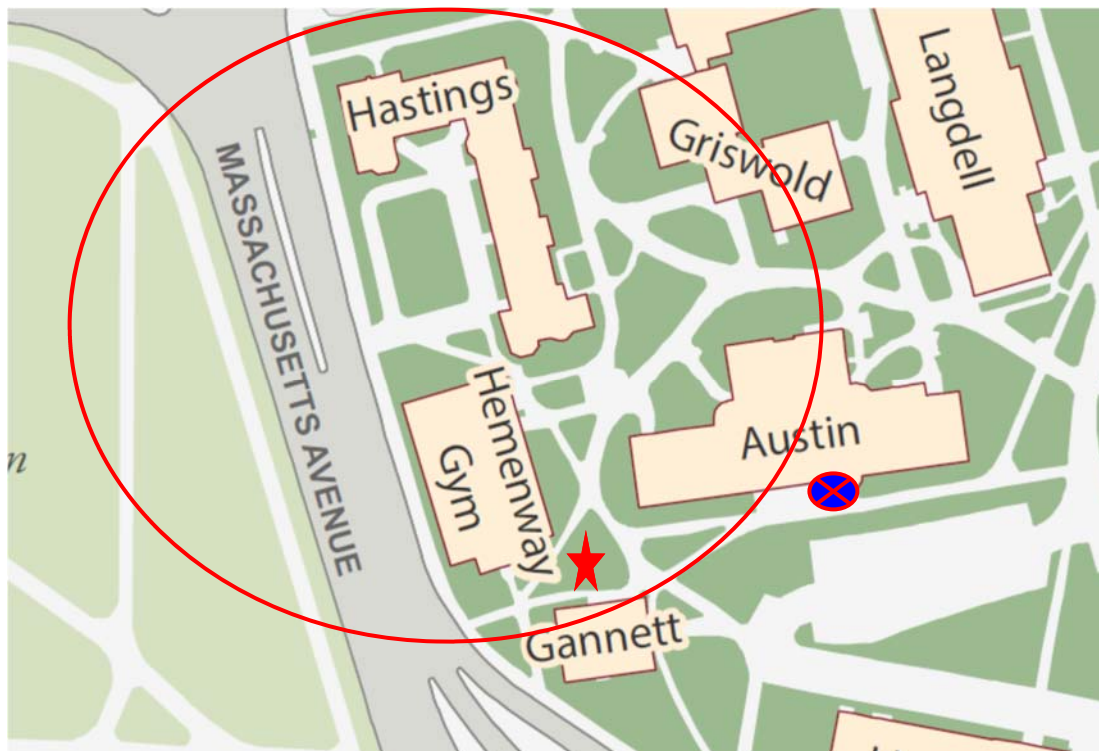 Hastings
Griswold
Langdell
MASSACHUSETTS AVENUE
Hemenway
Gym
Austin
Gannett